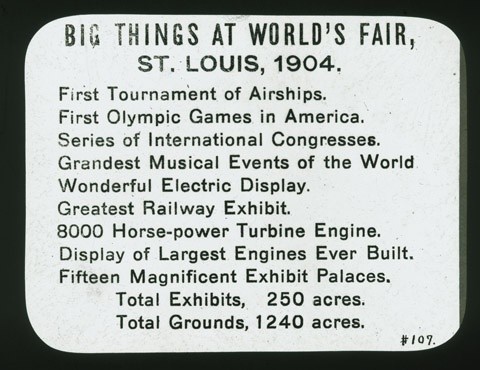 BIG THINGS AT WORLD'S FAIR,
ST. LOUIS, 1904.
First Tournament of Airships.
First Olympic Games in America.
Series of International Congresses.
Grandest Musical Events of the World
Wonderful Electric Display.
Greatest Railway Exhibit.
8000 Horse-power Turbine Engine.
Display of Largest Engines Ever Built.
Fifteen Magnificent Exhibit Palaces.
Total Exhibits, 250 acres.
Total Grounds, 1240 acres.
#107.